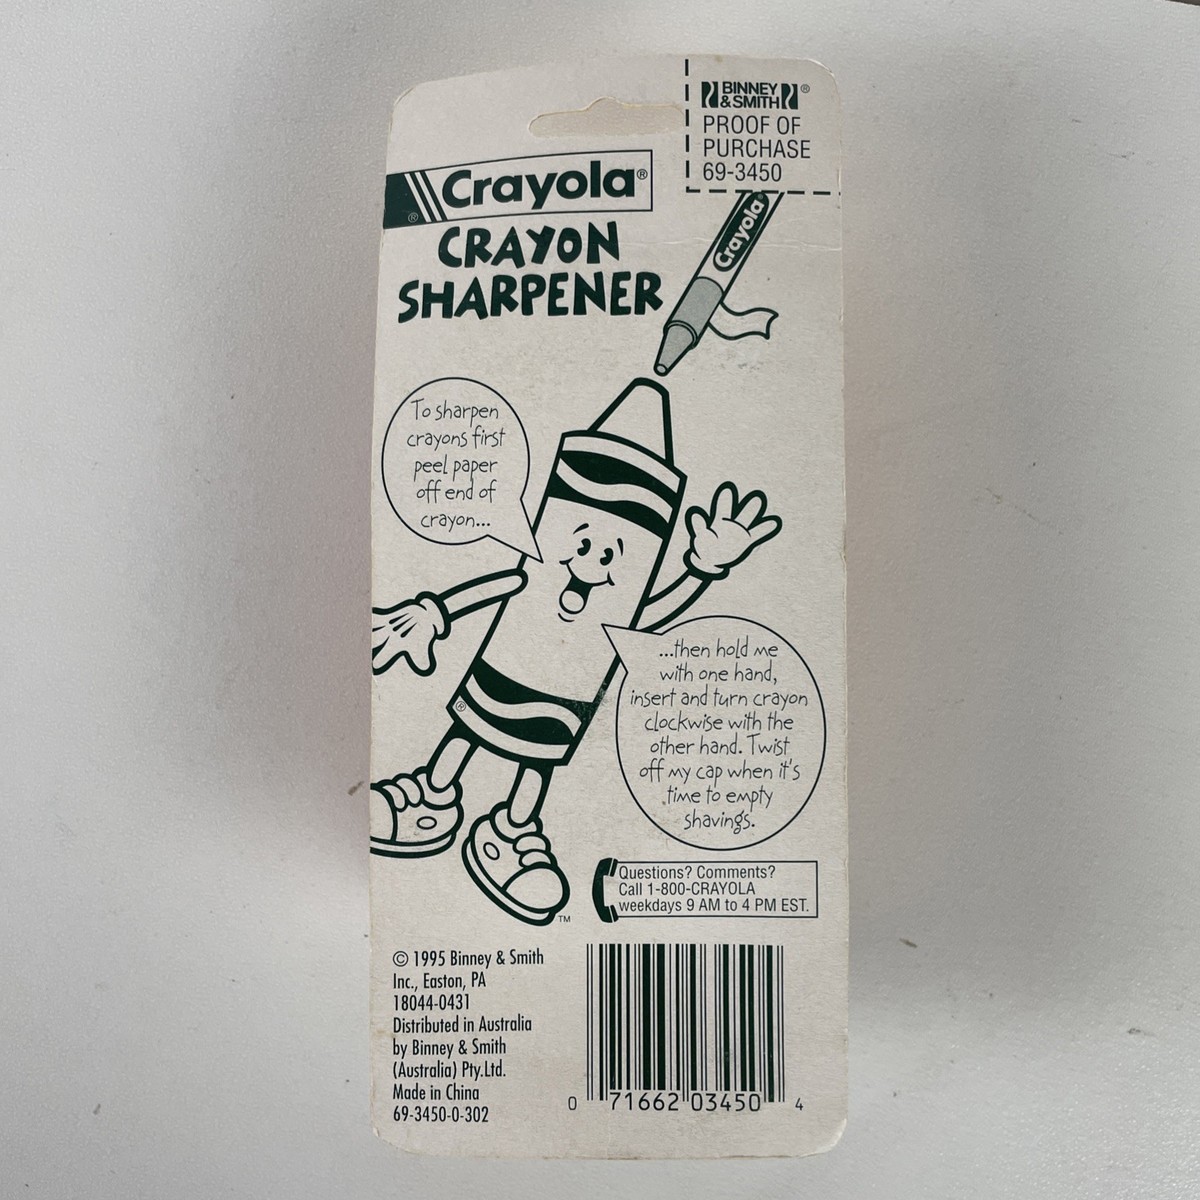 BINNEY
& SMITH®
PROOF OF
PURCHASE
69-3450
Crayola®
®
CRAYON
SHARPENER
Crayola
To sharpen
crayons first
peel paper
off end of
crayon...
...then hold me
with one hand,
insert and turn crayon
clockwise with the
other hand. Twist
off my cap when it's
time to empty
shavings.
®
TM
Questions? Comments?
Call 1-800-CRAYOLA
weekdays 9 AM to 4 PM EST.
© 1995 Binney & Smith
Inc., Easton, PA
18044-0431
Distributed in Australia
by Binney & Smith
(Australia) Pty.Ltd.
Made in China
69-3450-0-302
0 71662 03450 4